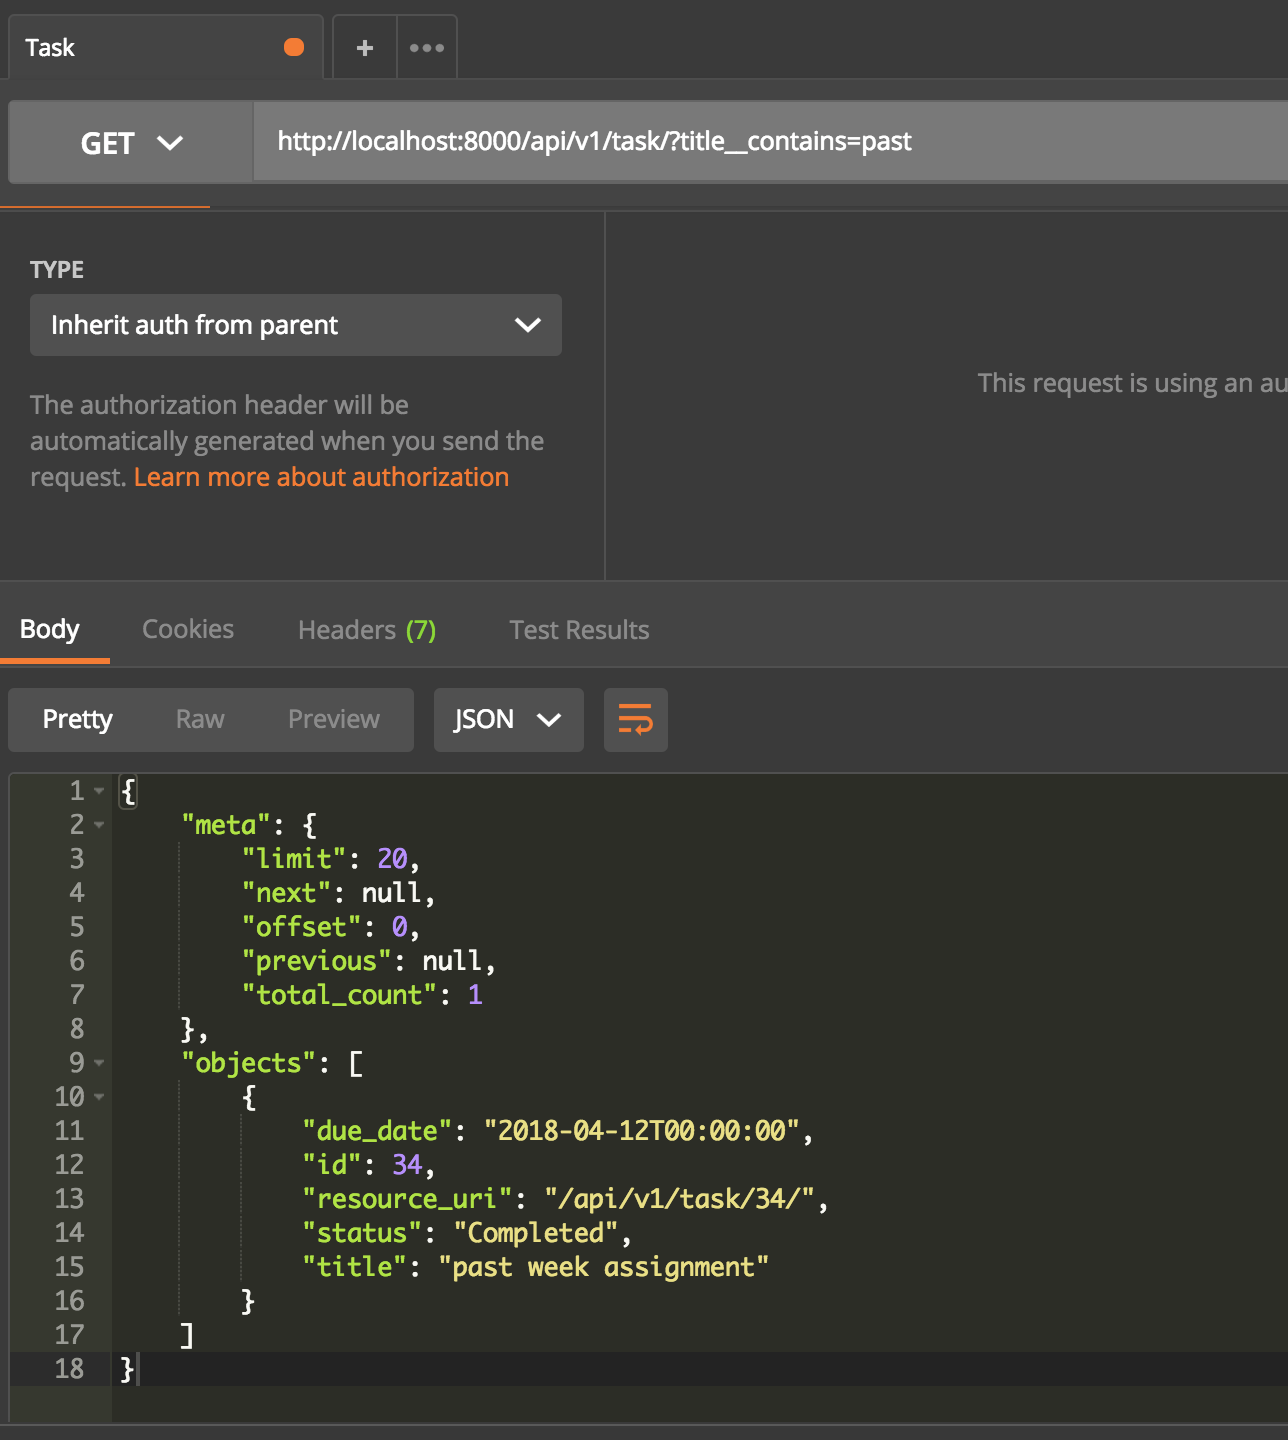 Task
+
GET
http://localhost:8000/api/v1/task/?title__contains=past
TYPE
Inherit auth from parent
The authorization header will be
automatically generated when you send the
request. Learn more about authorization
This request is using an au
Body Cookies Headers (7) Test Results
Pretty Raw Preview JSON
1 {
2     "meta": {
3         "limit": 20,
4         "next": null,
5         "offset": 0,
6         "previous": null,
7         "total_count": 1
8     },
9     "objects": [
10         {
11             "due_date": "2018-04-12T00:00:00",
12             "id": 34,
13             "resource_uri": "/api/v1/task/34/",
14             "status": "Completed",
15             "title": "past week assignment"
16         }
17     ]
18 }